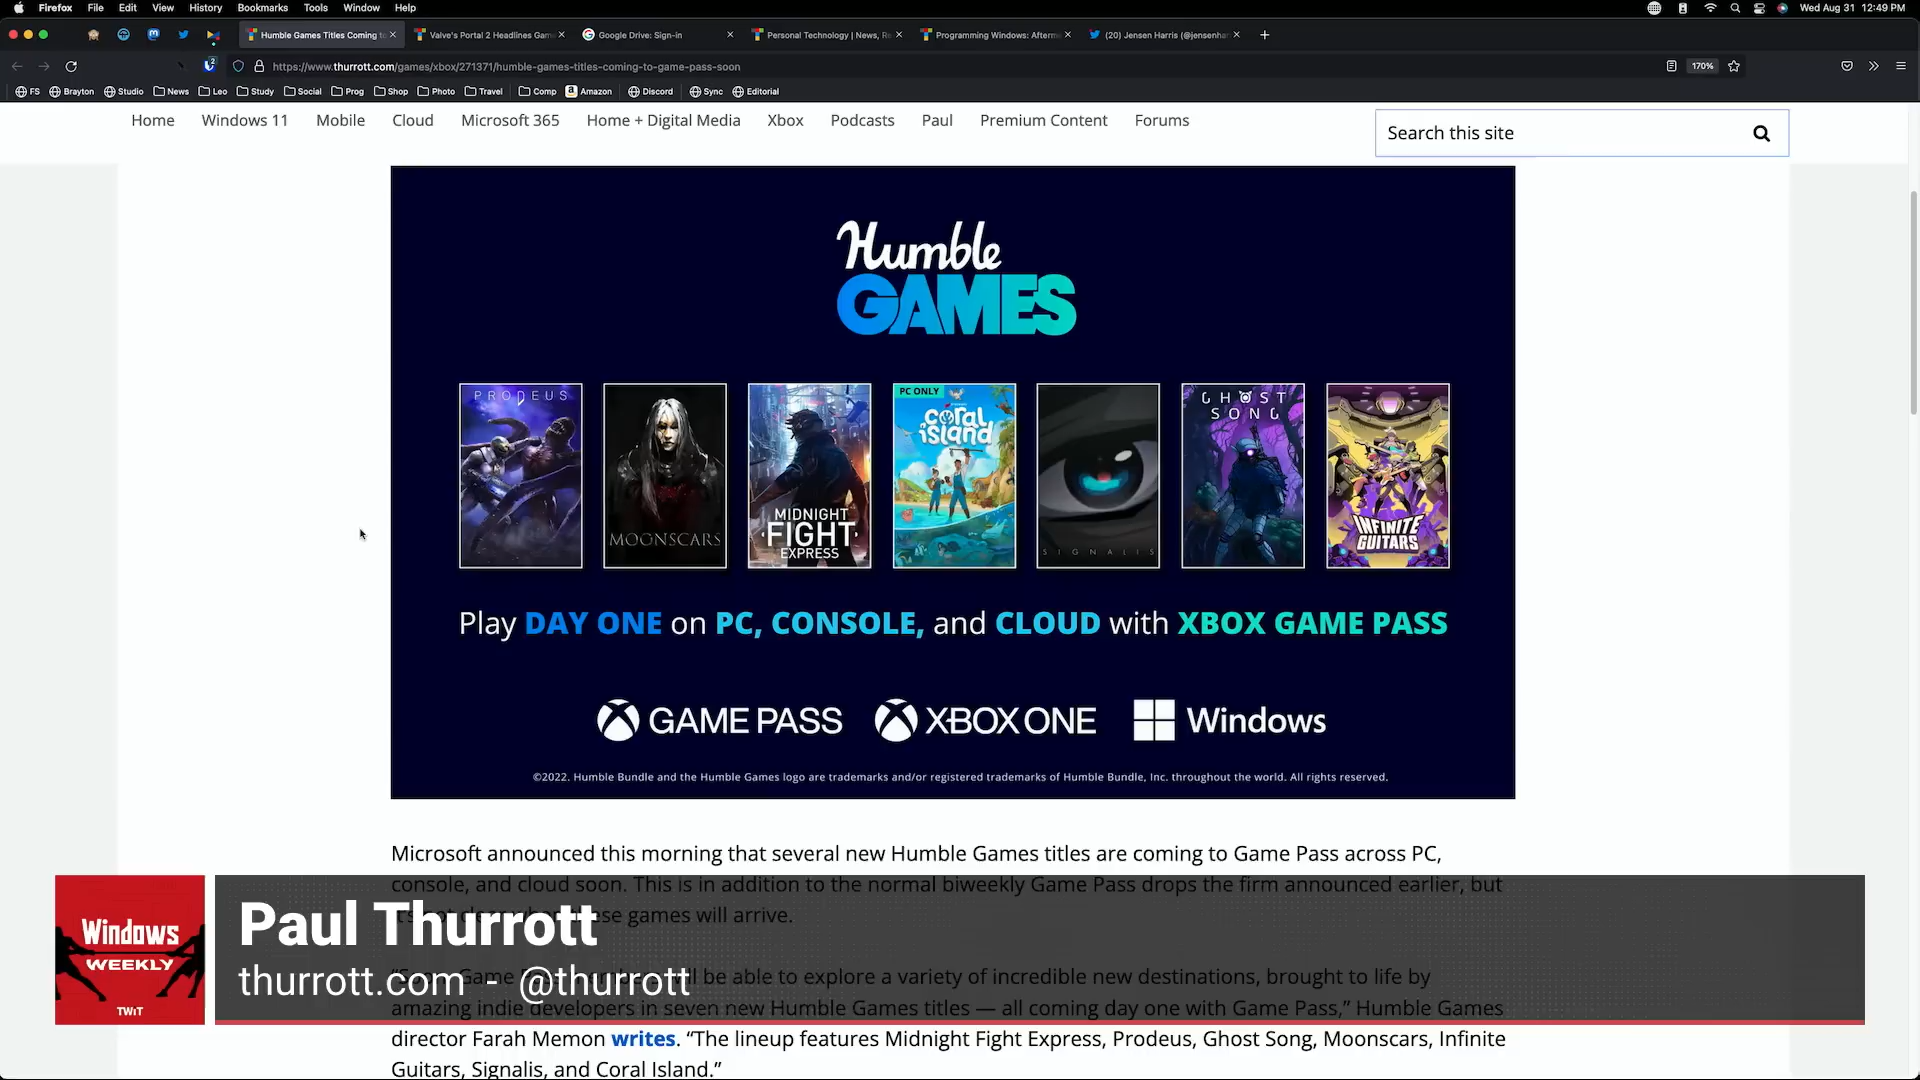 Firefox File Edit View History Bookmarks Tools Window Help Wed Aug 31 12:49 PM
Humble Games Titles Coming to Valve's Portal 2 Headlines Gam Google Drive: Sign-in Personal Technology | News, Re Programming Windows: Afterm (20) Jensen Harris (@jensenhar
https://www.thurrott.com/games/xbox/271371/humble-games-titles-coming-to-game-pass-soon 170%
FS Brayton Studio News Leo Study Social Prog Shop Photo Travel Comp Amazon Discord Sync Editorial
Home Windows 11 Mobile Cloud Microsoft 365 Home + Digital Media Xbox Podcasts Paul Premium Content Forums
Search this site
Humble
GAMES
PRODEUS
MOONSCARS
MIDNIGHT
FIGHT
EXPRESS
PC ONLY
coral
island
SIGNALIS
GHOST
SONG
INFINITE
GUITARS
Play DAY ONE on PC, CONSOLE, and CLOUD with XBOX GAME PASS
GAME PASS XBOX ONE Windows
©2022. Humble Bundle and the Humble Games logo are trademarks and/or registered trademarks of Humble Bundle, Inc. throughout the world. All rights reserved.
Microsoft announced this morning that several new Humble Games titles are coming to Game Pass across PC,
console, and cloud soon. This is in addition to the normal biweekly Game Pass drops the firm announced earlier, but
games will arrive.
Game be able to explore a variety of incredible new destinations, brought to life by
amazing indie developers in seven new Humble Games titles — all coming day one with Game Pass,” Humble Games
director Farah Memon writes. “The lineup features Midnight Fight Express, Prodeus, Ghost Song, Moonscars, Infinite
Guitars, Signalis, and Coral Island.”
Windows
WEEKLY
TWiT
Paul Thurrott
thurrott.com - @thurrott